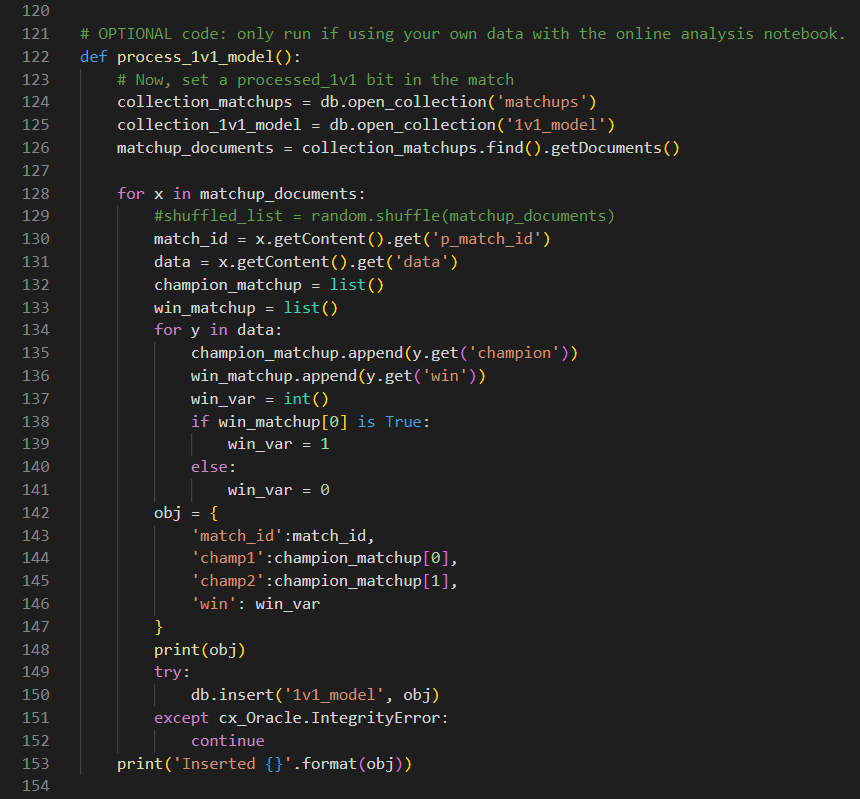 120
121 # OPTIONAL code: only run if using your own data with the online analysis notebook.
122 def process_1v1_model():
123     # Now, set a processed_1v1 bit in the match
124     collection_matchups = db.open_collection('matchups')
125     collection_1v1_model = db.open_collection('1v1_model')
126     matchup_documents = collection_matchups.find().getDocuments()
127
128     for x in matchup_documents:
129         #shuffled_list = random.shuffle(matchup_documents)
130         match_id = x.getContent().get('p_match_id')
131         data = x.getContent().get('data')
132         champion_matchup = list()
133         win_matchup = list()
134         for y in data:
135             champion_matchup.append(y.get('champion'))
136             win_matchup.append(y.get('win'))
137             win_var = int()
138             if win_matchup[0] is True:
139                 win_var = 1
140             else:
141                 win_var = 0
142         obj = {
143             'match_id':match_id,
144             'champ1':champion_matchup[0],
145             'champ2':champion_matchup[1],
146             'win': win_var
147         }
148         print(obj)
149         try:
150             db.insert('1v1_model', obj)
151         except cx_Oracle.IntegrityError:
152             continue
153     print('Inserted {}'.format(obj))
154